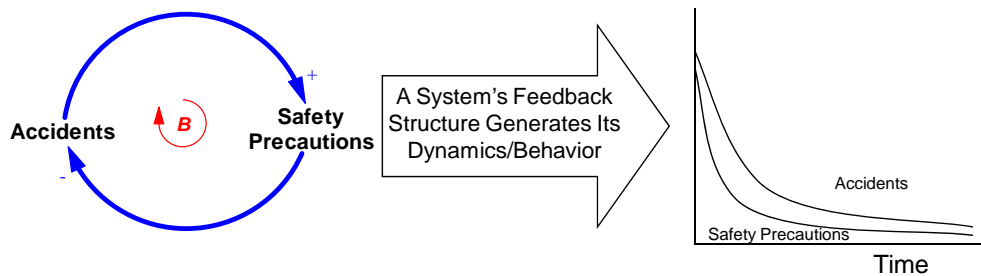 +
Accidents
B
Safety
Precautions
-
A System's Feedback
Structure Generates Its
Dynamics/Behavior
Accidents
Safety Precautions
Time